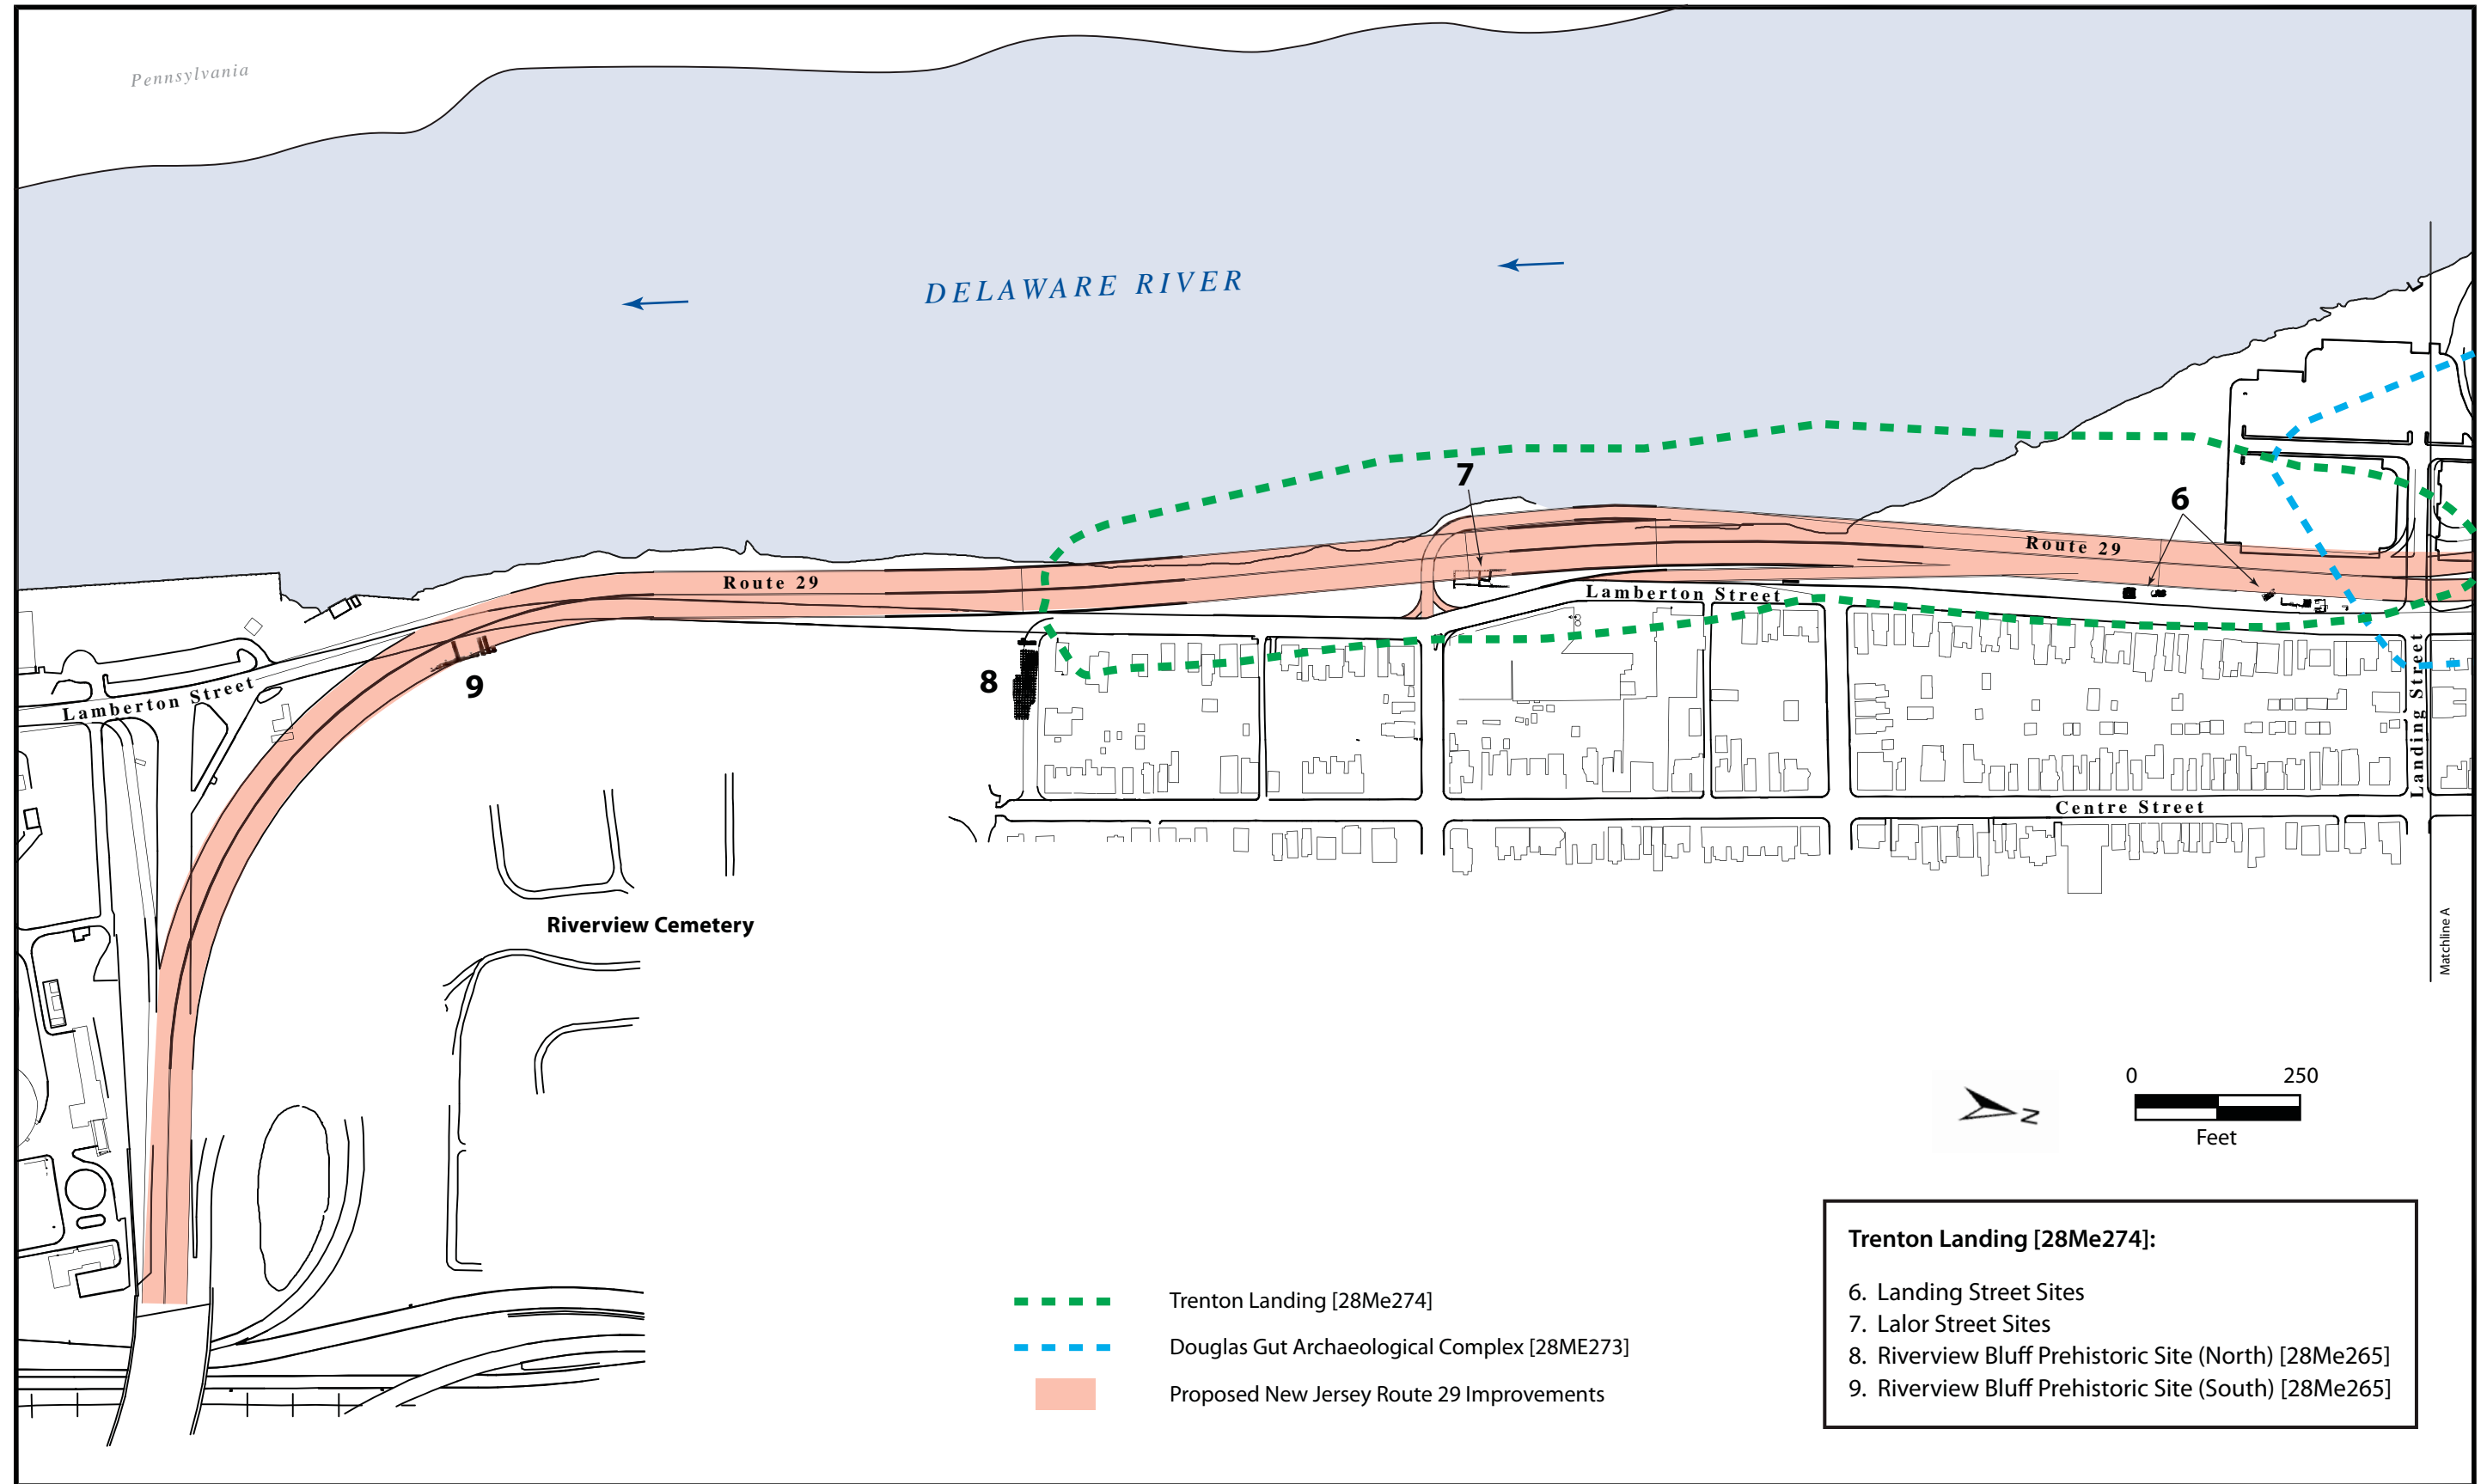 Pennsylvania
DELAWARE RIVER
7
6
Route 29
Route 29
Lamberton Street
8
9
Lamberton Street
Landing Street
Centre Street
Riverview Cemetery
Matchline A
0 250
Feet
N
Trenton Landing [28Me274]:
6. Landing Street Sites
7. Lalor Street Sites
8. Riverview Bluff Prehistoric Site (North) [28Me265]
9. Riverview Bluff Prehistoric Site (South) [28Me265]
Trenton Landing [28Me274]
Douglas Gut Archaeological Complex [28ME273]
Proposed New Jersey Route 29 Improvements